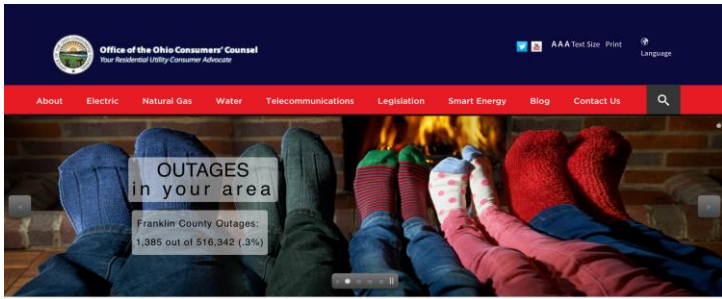 Office of the Ohio Consumers' Counsel
Your Residential Utility Consumer Advocate
A A A Text Size Print
Language
About Electric Natural Gas Water Telecommunications Legislation Smart Energy Blog Contact Us
OUTAGES
in your area
Franklin County Outages:
1,385 out of 516,342 (.3%)